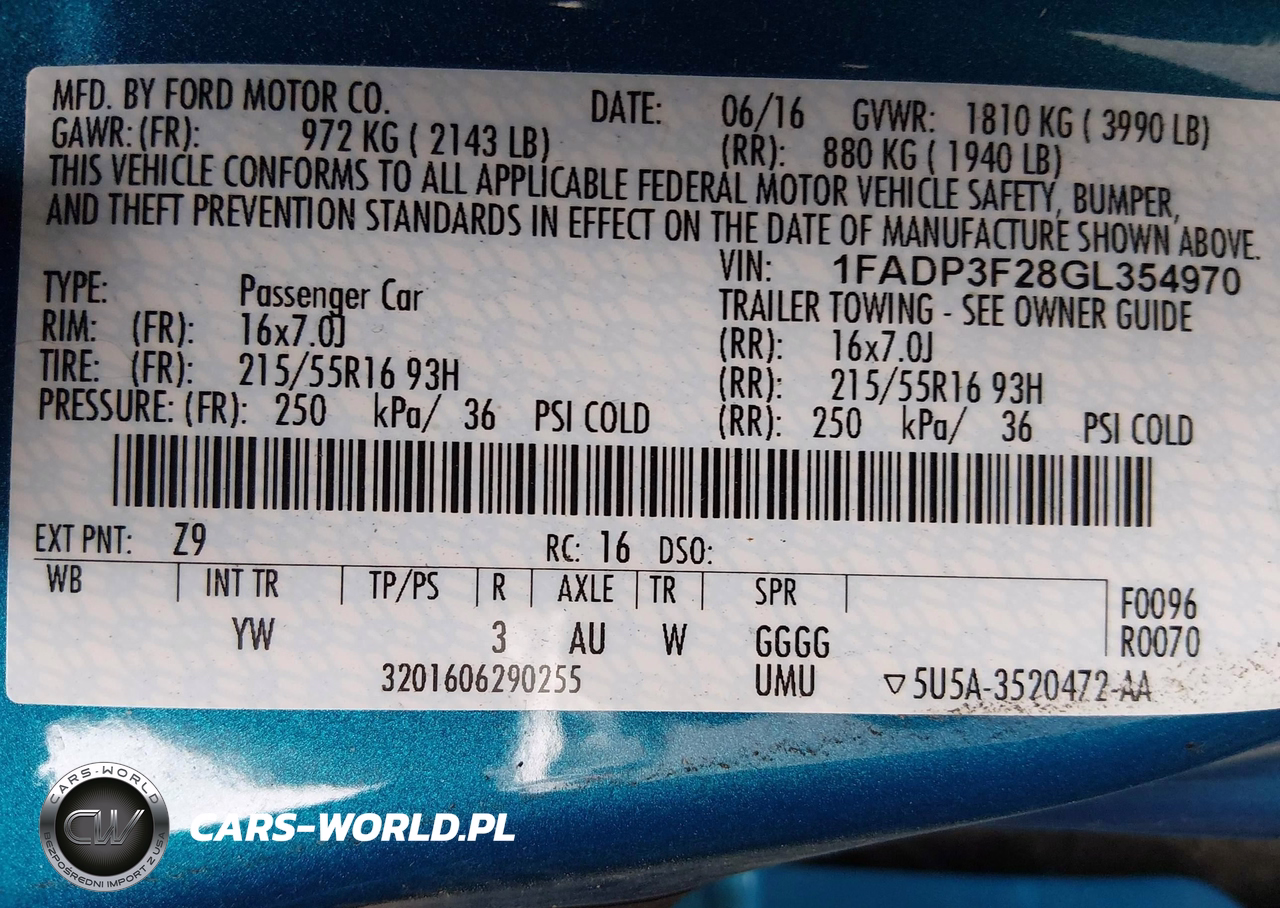 MFD. BY FORD MOTOR CO. DATE: 06/16 GVWR: 1810 KG ( 3990 LB)
GAWR: (FR): 972 KG ( 2143 LB) (RR): 880 KG ( 1940 LB)
THIS VEHICLE CONFORMS TO ALL APPLICABLE FEDERAL MOTOR VEHICLE SAFETY, BUMPER,
AND THEFT PREVENTION STANDARDS IN EFFECT ON THE DATE OF MANUFACTURE SHOWN ABOVE.
VIN: 1FADP3F28GL354970
TYPE: Passenger Car TRAILER TOWING - SEE OWNER GUIDE
RIM: (FR): 16x7.0J (RR): 16x7.0J
TIRE: (FR): 215/55R16 93H (RR): 215/55R16 93H
PRESSURE: (FR): 250 kPa/ 36 PSI COLD (RR): 250 kPa/ 36 PSI COLD
EXT PNT: Z9 RC: 16 DSO:
WB INT TR TP/PS R AXLE TR SPR F0096
YW 3 AU W GGGG R0070
3201606290255 UMU ▽5U5A-3520472-AA
CARS-WORLD
CW
BEZPOŚREDNI IMPORT Z USA
CARS-WORLD.PL